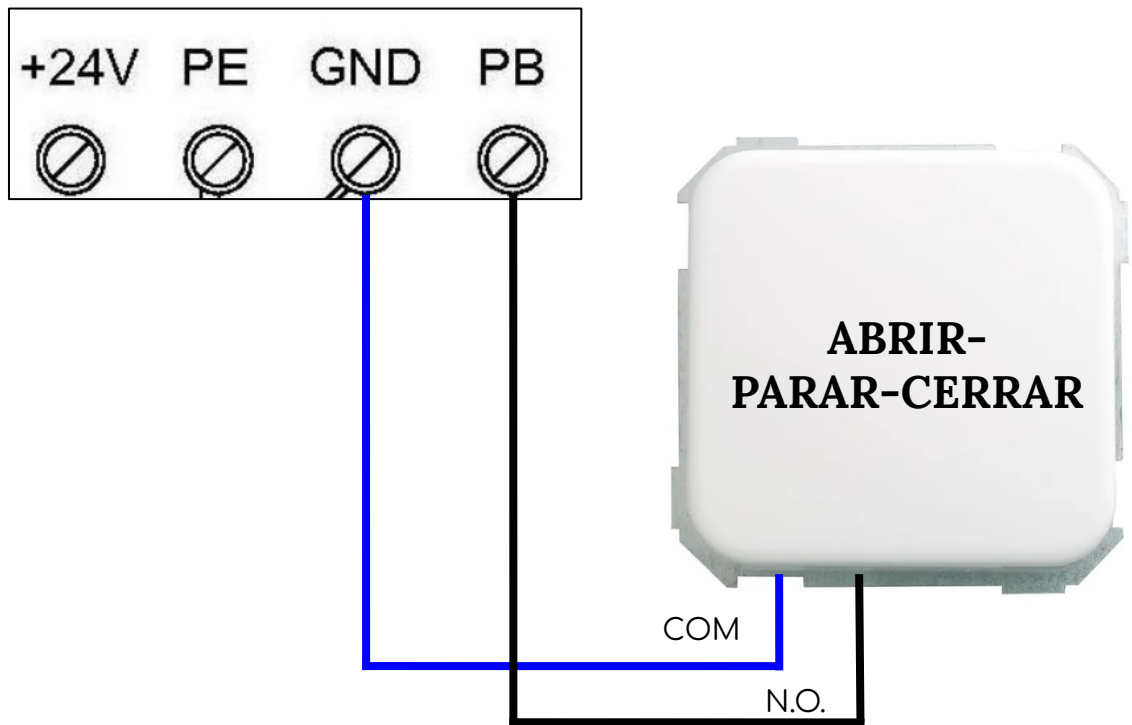 +24V PE GND PB
ABRIR-
PARAR-CERRAR
COM
N.O.